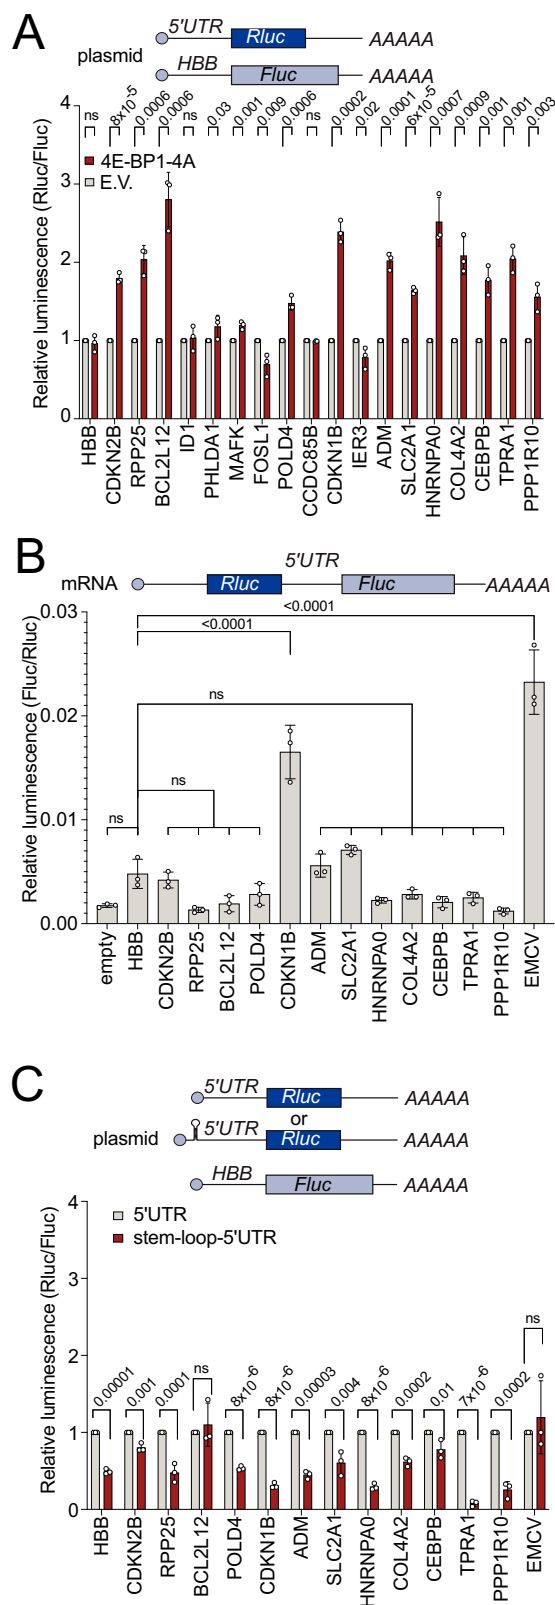 A
5'UTR
Rluc
AAAAA
plasmid
HBB
Fluc
AAAAA
ns
8x10-5
0.0006
0.0006
ns
0.03
0.001
0.009
0.0006
ns
0.0002
0.02
0.0001
6x10-5
0.0007
0.0009
0.001
0.001
0.003
4E-BP1-4A
E.V.
Relative luminescence (Rluc/Fluc)
4
3
2
1
0
HBB
CDKN2B
RPP25
BCL2L12
ID1
PHLDA1
MAFK
FOSL1
POLD4
CCDC85B
CDKN1B
IER3
ADM
SLC2A1
HNRNPA0
COL4A2
CEBPB
TPRA1
PPP1R10
B
5'UTR
mRNA
Rluc
Fluc
AAAAA
<0.0001
<0.0001
ns
ns
ns
Relative luminescence (Fluc/Rluc)
0.03
0.02
0.01
0.00
empty
HBB
CDKN2B
RPP25
BCL2L12
POLD4
CDKN1B
ADM
SLC2A1
HNRNPA0
COL4A2
CEBPB
TPRA1
PPP1R10
EMCV
C
5'UTR
Rluc
AAAAA
or
plasmid
5'UTR
Rluc
AAAAA
HBB
Fluc
AAAAA
5'UTR
stem-loop-5'UTR
Relative luminescence (Rluc/Fluc)
4
3
2
1
0
0.00001
0.001
0.0001
ns
8x10-6
8x10-6
0.00003
0.004
8x10-6
0.0002
0.01
7x10-6
0.0002
ns
HBB
CDKN2B
RPP25
BCL2L12
POLD4
CDKN1B
ADM
SLC2A1
HNRNPA0
COL4A2
CEBPB
TPRA1
PPP1R10
EMCV